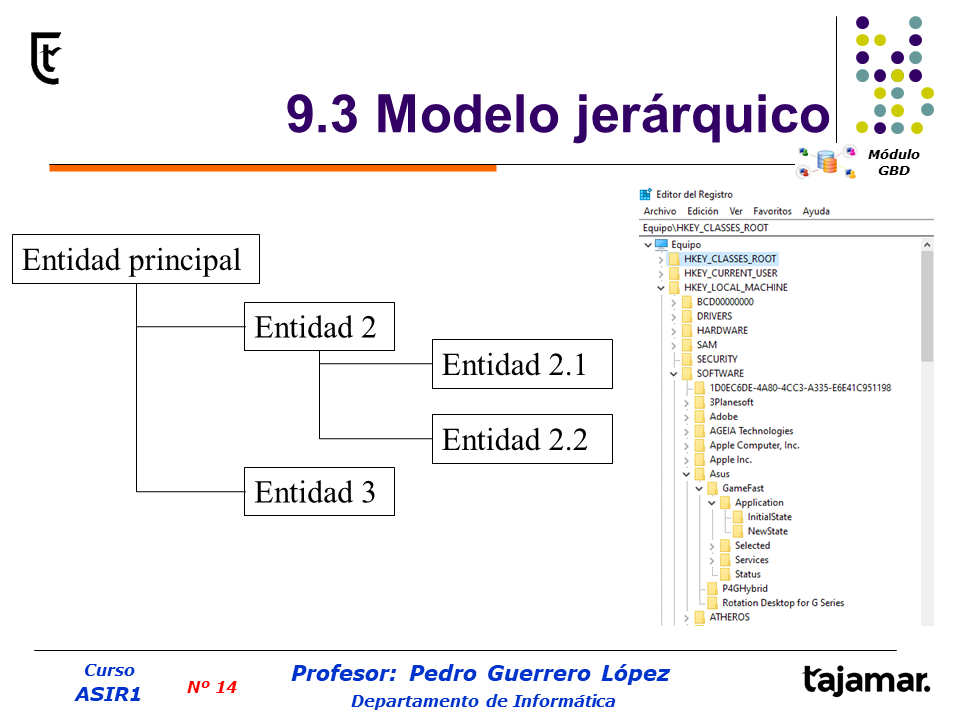 9.3 Modelo jerárquico
Módulo
GBD
Entidad principal
Entidad 2
Entidad 2.1
Entidad 2.2
Entidad 3
Editor del Registro
Archivo Edición Ver Favoritos Ayuda
Equipo\HKEY_CLASSES_ROOT
Equipo
HKEY_CLASSES_ROOT
HKEY_CURRENT_USER
HKEY_LOCAL_MACHINE
BCD00000000
DRIVERS
HARDWARE
SAM
SECURITY
SOFTWARE
1D0EC6DE-4A80-4CC3-A335-E6E41C951198
3Planesoft
Adobe
AGEIA Technologies
Apple Computer, Inc.
Apple Inc.
Asus
GameFast
Application
InitialState
NewState
Selected
Services
Status
P4GHybrid
Rotation Desktop for G Series
ATHEROS
Curso
ASIR1
Nº 14
Profesor: Pedro Guerrero López
Departamento de Informática
tajamar.